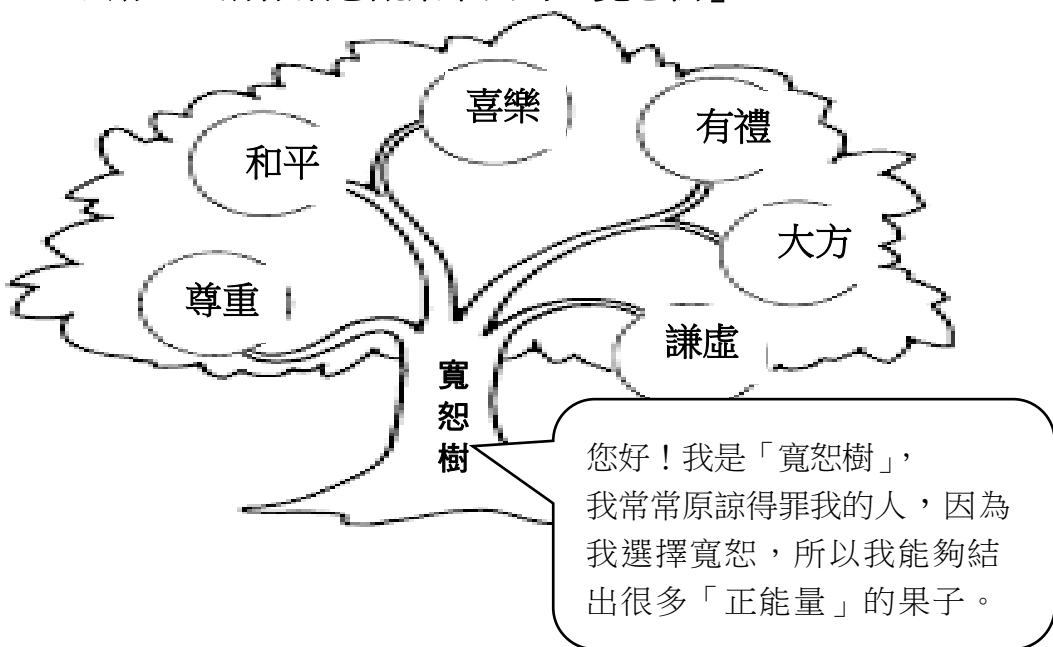 喜樂
有禮
和平
大方
尊重
謙虛
寬恕樹
您好！我是「寬恕樹」，
我常常原諒得罪我的人，因為
我選擇寬恕，所以我能夠結
出很多「正能量」的果子。